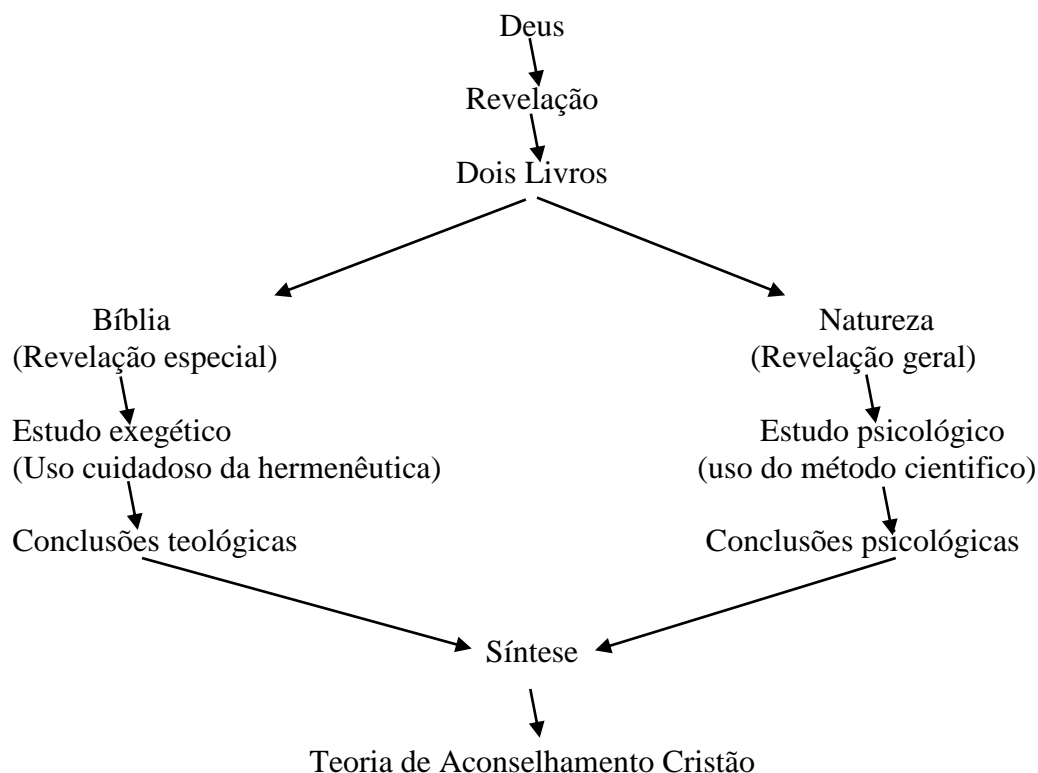 Deus
Revelação
Dois Livros
Bíblia
(Revelação especial)
Natureza
(Revelação geral)
Estudo exegético
(Uso cuidadoso da hermenêutica)
Estudo psicológico
(uso do método cientifico)
Conclusões teológicas
Conclusões psicológicas
Síntese
Teoria de Aconselhamento Cristão